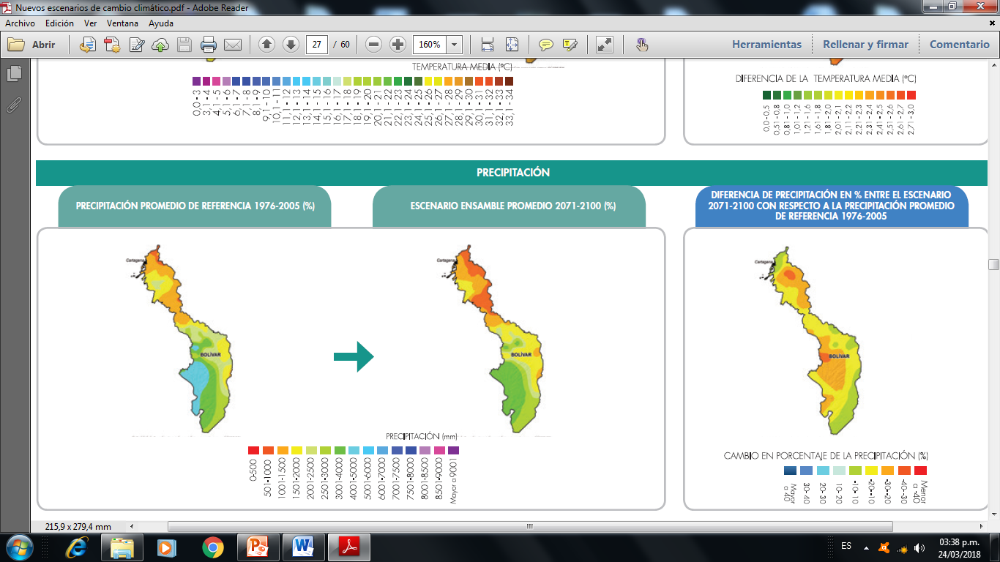 Nuevos escenarios de cambio climático.pdf - Adobe Reader
Archivo Edición Ver Ventana Ayuda
Abrir 27 / 60 160% Herramientas Rellenar y firmar Comentario
TEMPERATURA MEDIA (ºC)
0,0 - 3
3,1 - 4
4,1 - 5
5,1 - 6
6,1 - 7
7,1 - 8
8,1 - 9
9,1 - 10
10,1 - 11
11,1 - 12
12,1 - 13
13,1 - 14
14,1 - 15
15,1 - 16
16,1 - 17
17,1 - 18
18,1 - 19
19,1 - 20
20,1 - 21
21,1 - 22
22,1 - 23
23,1 - 24
24,1 - 25
25,1 - 26
26,1 - 27
27,1 - 28
28,1 - 29
29,1 - 30
30,1 - 31
31,1 - 32
32,1 - 33
33,1 - 34
DIFERENCIA DE LA TEMPERATURA MEDIA (ºC)
0,0 - 0,5
0,51 - 0,8
0,81 - 1,0
1,01 - 1,2
1,21 - 1,6
1,61 - 1,8
1,81 - 2,0
2,01 - 2,1
2,11 - 2,2
2,21 - 2,3
2,31 - 2,4
2,41 - 2,5
2,51 - 2,6
2,61 - 2,7
2,71 - 3,0
PRECIPITACIÓN
PRECIPITACIÓN PROMEDIO DE REFERENCIA 1976-2005 (%)
ESCENARIO ENSAMBLE PROMEDIO 2071-2100 (%)
DIFERENCIA DE PRECIPITACIÓN EN % ENTRE EL ESCENARIO
2071-2100 CON RESPECTO A LA PRECIPITACIÓN PROMEDIO
DE REFERENCIA 1976-2005
Cartagena
BOLÍVAR
Cartagena
BOLÍVAR
Cartagena
BOLÍVAR
PRECIPITACIÓN (mm)
0-500
501-1000
1001-1500
1501-2000
2001-2500
2501-3000
3001-4000
4001-5000
5001-6000
6001-7000
7001-7500
7501-8000
8001-8500
8501-9000
Mayor a 9001
CAMBIO EN PORCENTAJE DE LA PRECIPITACIÓN (%)
Mayor
a 40
30-40
20-30
10-20
-10-10
-20-10
-30-20
-40-30
Menor
a -40
215,9 x 279,4 mm
ES 03:38 p.m.
24/03/2018